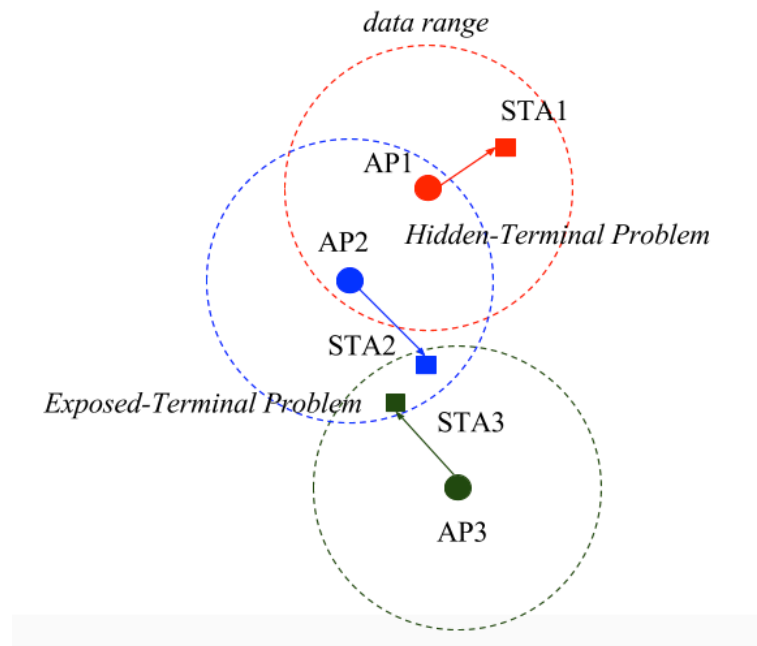 data range
STA1
AP1
Hidden-Terminal Problem
AP2
STA2
Exposed-Terminal Problem
STA3
AP3